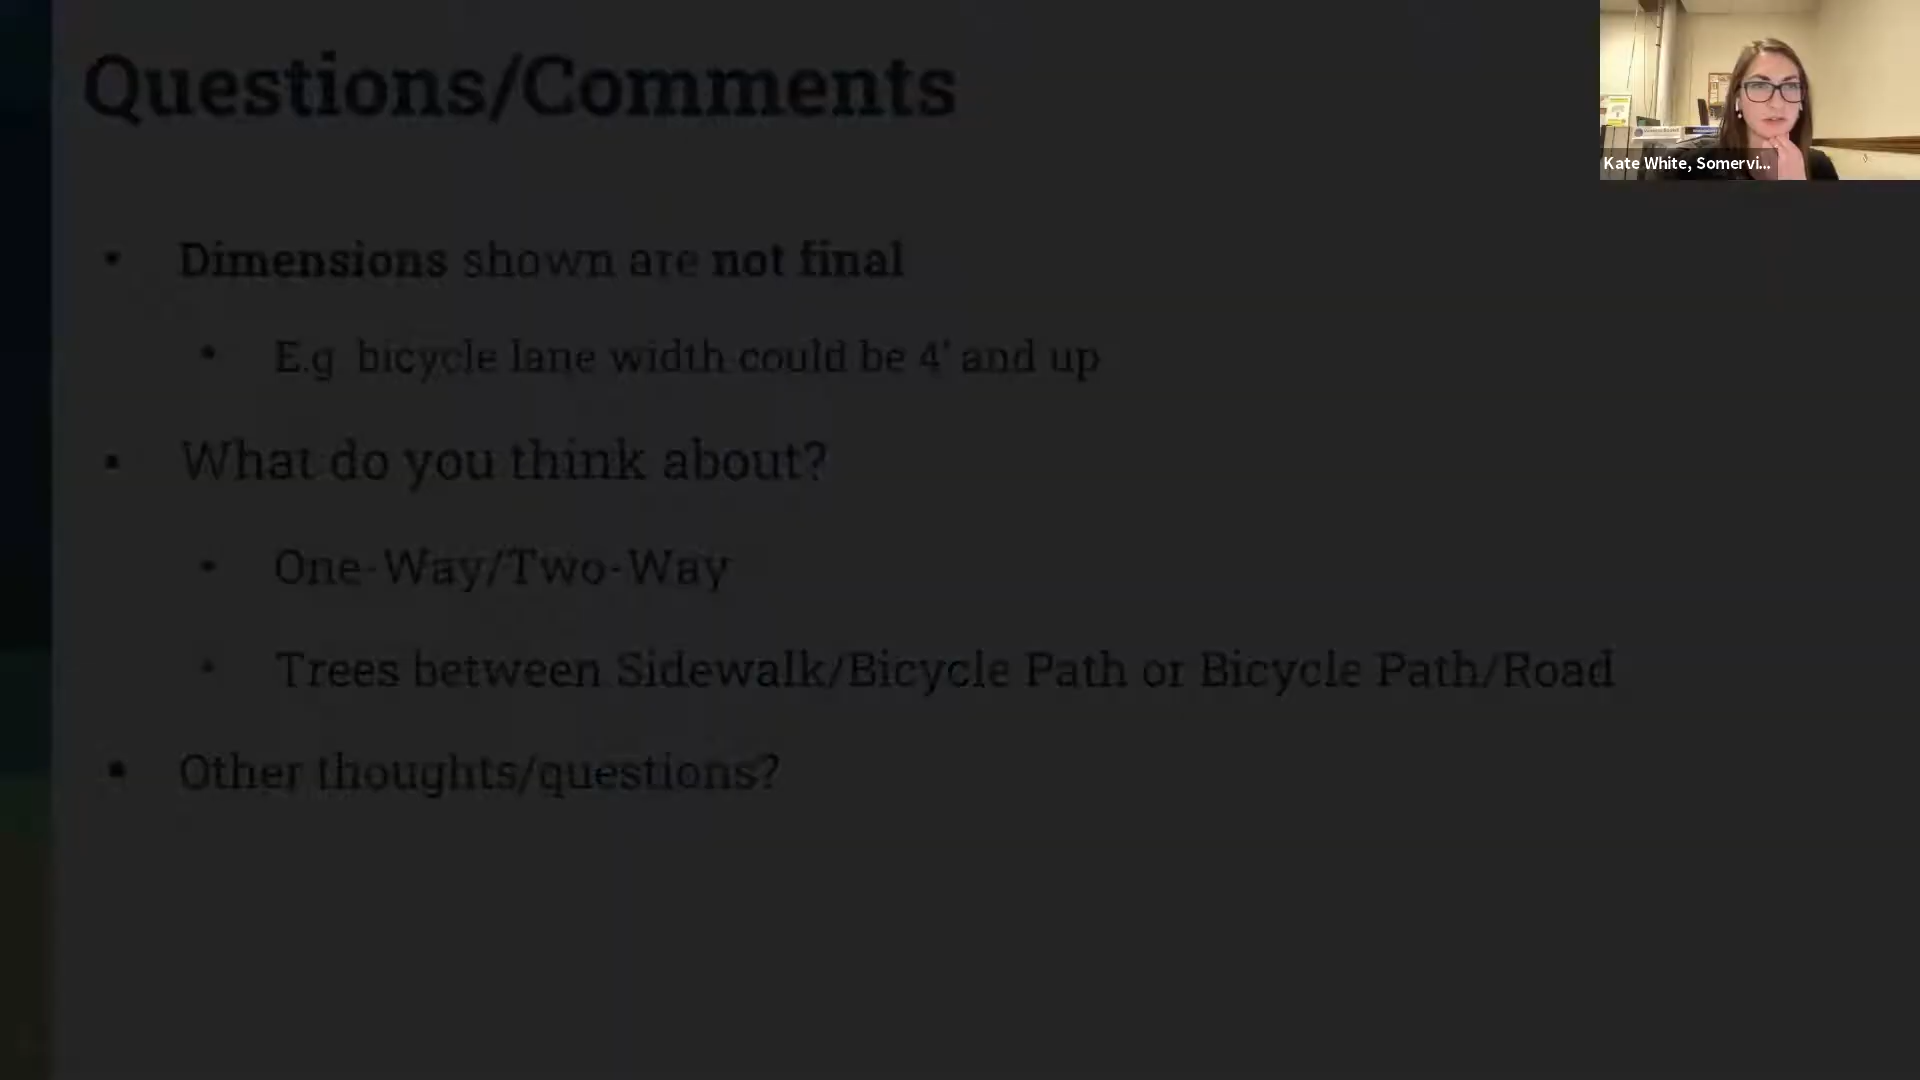 Questions/Comments
Kate White, Somervi...
• Dimensions shown are not final
• E.g bicycle lane width could be 4' and up
• What do you think about?
• One-Way/Two-Way
• Trees between Sidewalk/Bicycle Path or Bicycle Path/Road
• Other thoughts/questions?